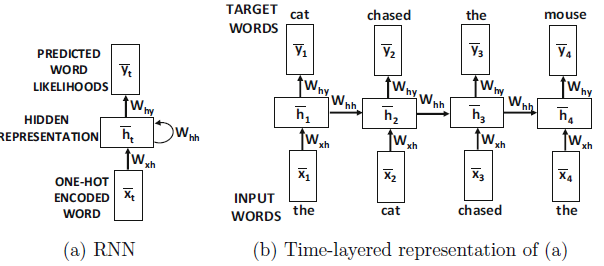 TARGET WORDS
cat chased the mouse
PREDICTED WORD LIKELIHOODS
y̅t
y̅1 y̅2 y̅3 y̅4
Why
Why Why Why Why
HIDDEN REPRESENTATION
h̅t
Whh
h̅1 Whh h̅2 Whh h̅3 Whh h̅4
Wxh
Wxh Wxh Wxh Wxh
ONE-HOT ENCODED WORD
x̅t
x̅1 x̅2 x̅3 x̅4
INPUT WORDS
the cat chased the
(a) RNN
(b) Time-layered representation of (a)